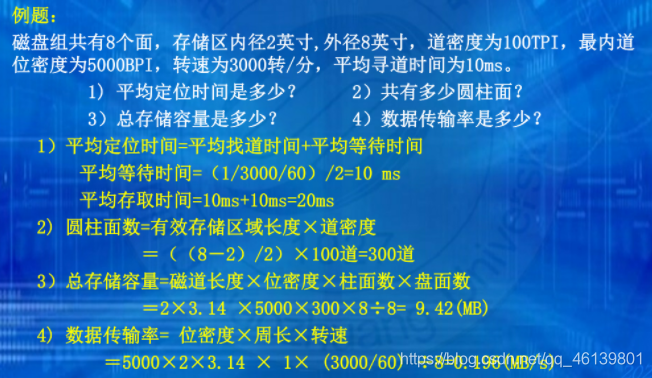 例题：
磁盘组共有8个面，存储区内径2英寸,外径8英寸，道密度为100TPI，最内道
位密度为5000BPI，转速为3000转/分，平均寻道时间为10ms。
1) 平均定位时间是多少? 2）共有多少圆柱面?
3）总存储容量是多少? 4）数据传输率是多少?
1）平均定位时间=平均找道时间+平均等待时间
平均等待时间=（1/3000/60）/2=10 ms
平均存取时间=10ms+10ms=20ms
2) 圆柱面数=有效存储区域长度×道密度
=（（8－2）/2）×100道=300道
3）总存储容量=磁道长度×位密度×柱面数×盘面数
=2×3.14 ×5000×300×8÷8= 9.42(MB)
4) 数据传输率= 位密度×周长×转速
=5000×2×3.14 × 1× (3000/60) ÷8=0.196(MB/s)
https://blog.csdn.net/qq_46139801